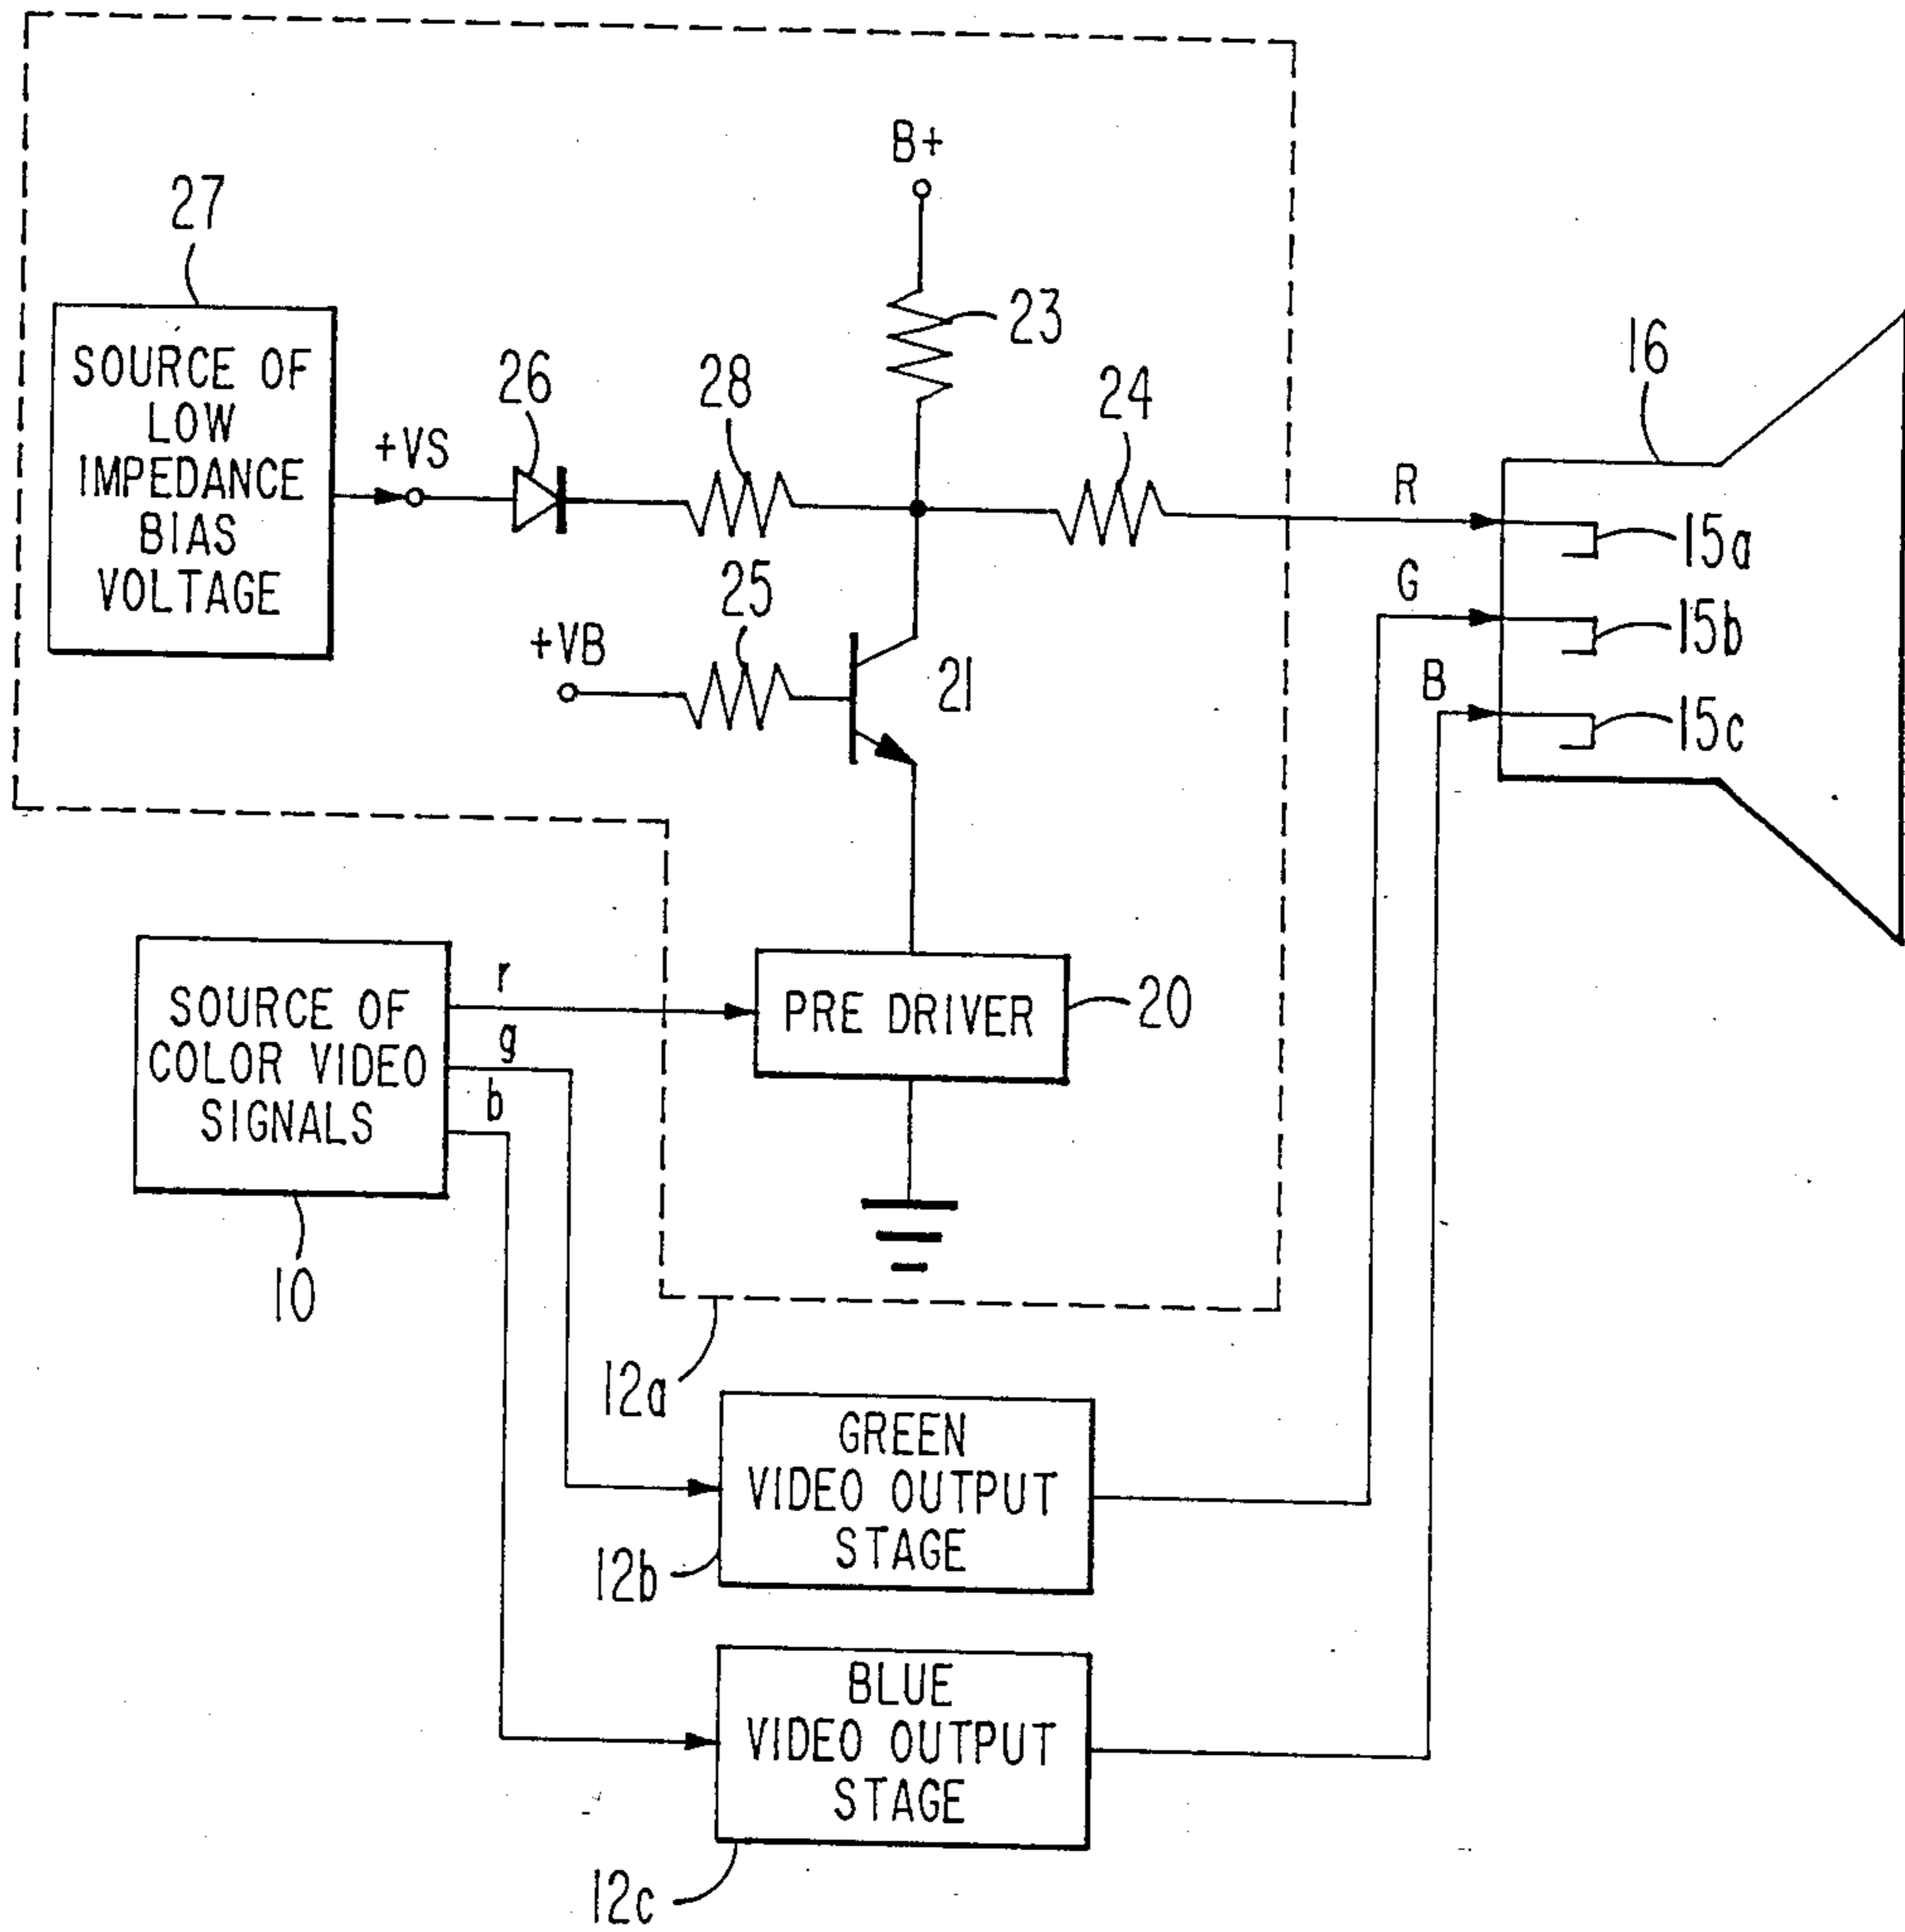 B+
27
23
SOURCE OF
LOW
IMPEDANCE
BIAS
VOLTAGE
+VS
26
28
24
16
R
15a
G
15b
B
15c
25
+VB
21
SOURCE OF
COLOR VIDEO
SIGNALS
r
g
b
PRE DRIVER
20
10
12a
GREEN
VIDEO OUTPUT
STAGE
12b
BLUE
VIDEO OUTPUT
STAGE
12c